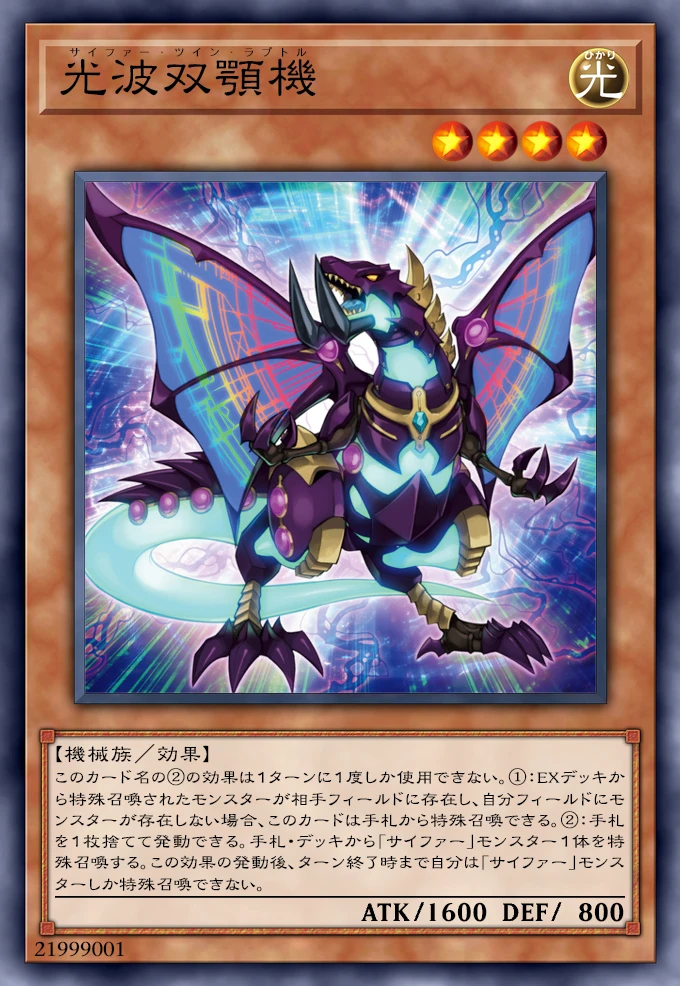 サイファー・ツイン・ラプトル
光波双顎機
ひかり
光
【機械族／効果】
このカード名の②の効果は１ターンに１度しか使用できない。①：EXデッキか
ら特殊召喚されたモンスターが相手フィールドに存在し、自分フィールドにモ
ンスターが存在しない場合、このカードは手札から特殊召喚できる。②：手札
を１枚捨てて発動できる。手札・デッキから「サイファー」モンスター１体を特
殊召喚する。この効果の発動後、ターン終了時まで自分は「サイファー」モンス
ターしか特殊召喚できない。
ATK/1600 DEF/ 800
21999001